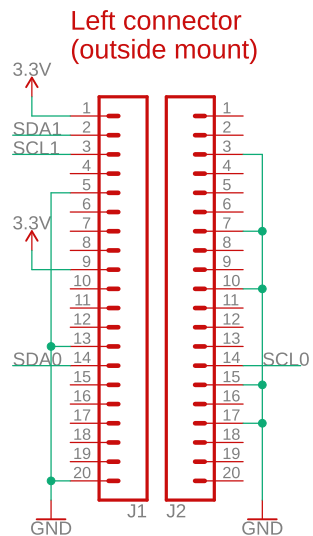 Left connector
(outside mount)
3.3V
1 1
SDA1 2 2
SCL1 3 3
4 4
5 5
6 6
3.3V 7 7
8 8
9 9
10 10
11 11
12 12
13 13
SDA0 14 14 SCL0
15 15
16 16
17 17
18 18
19 19
20 20
J1 J2
GND GND